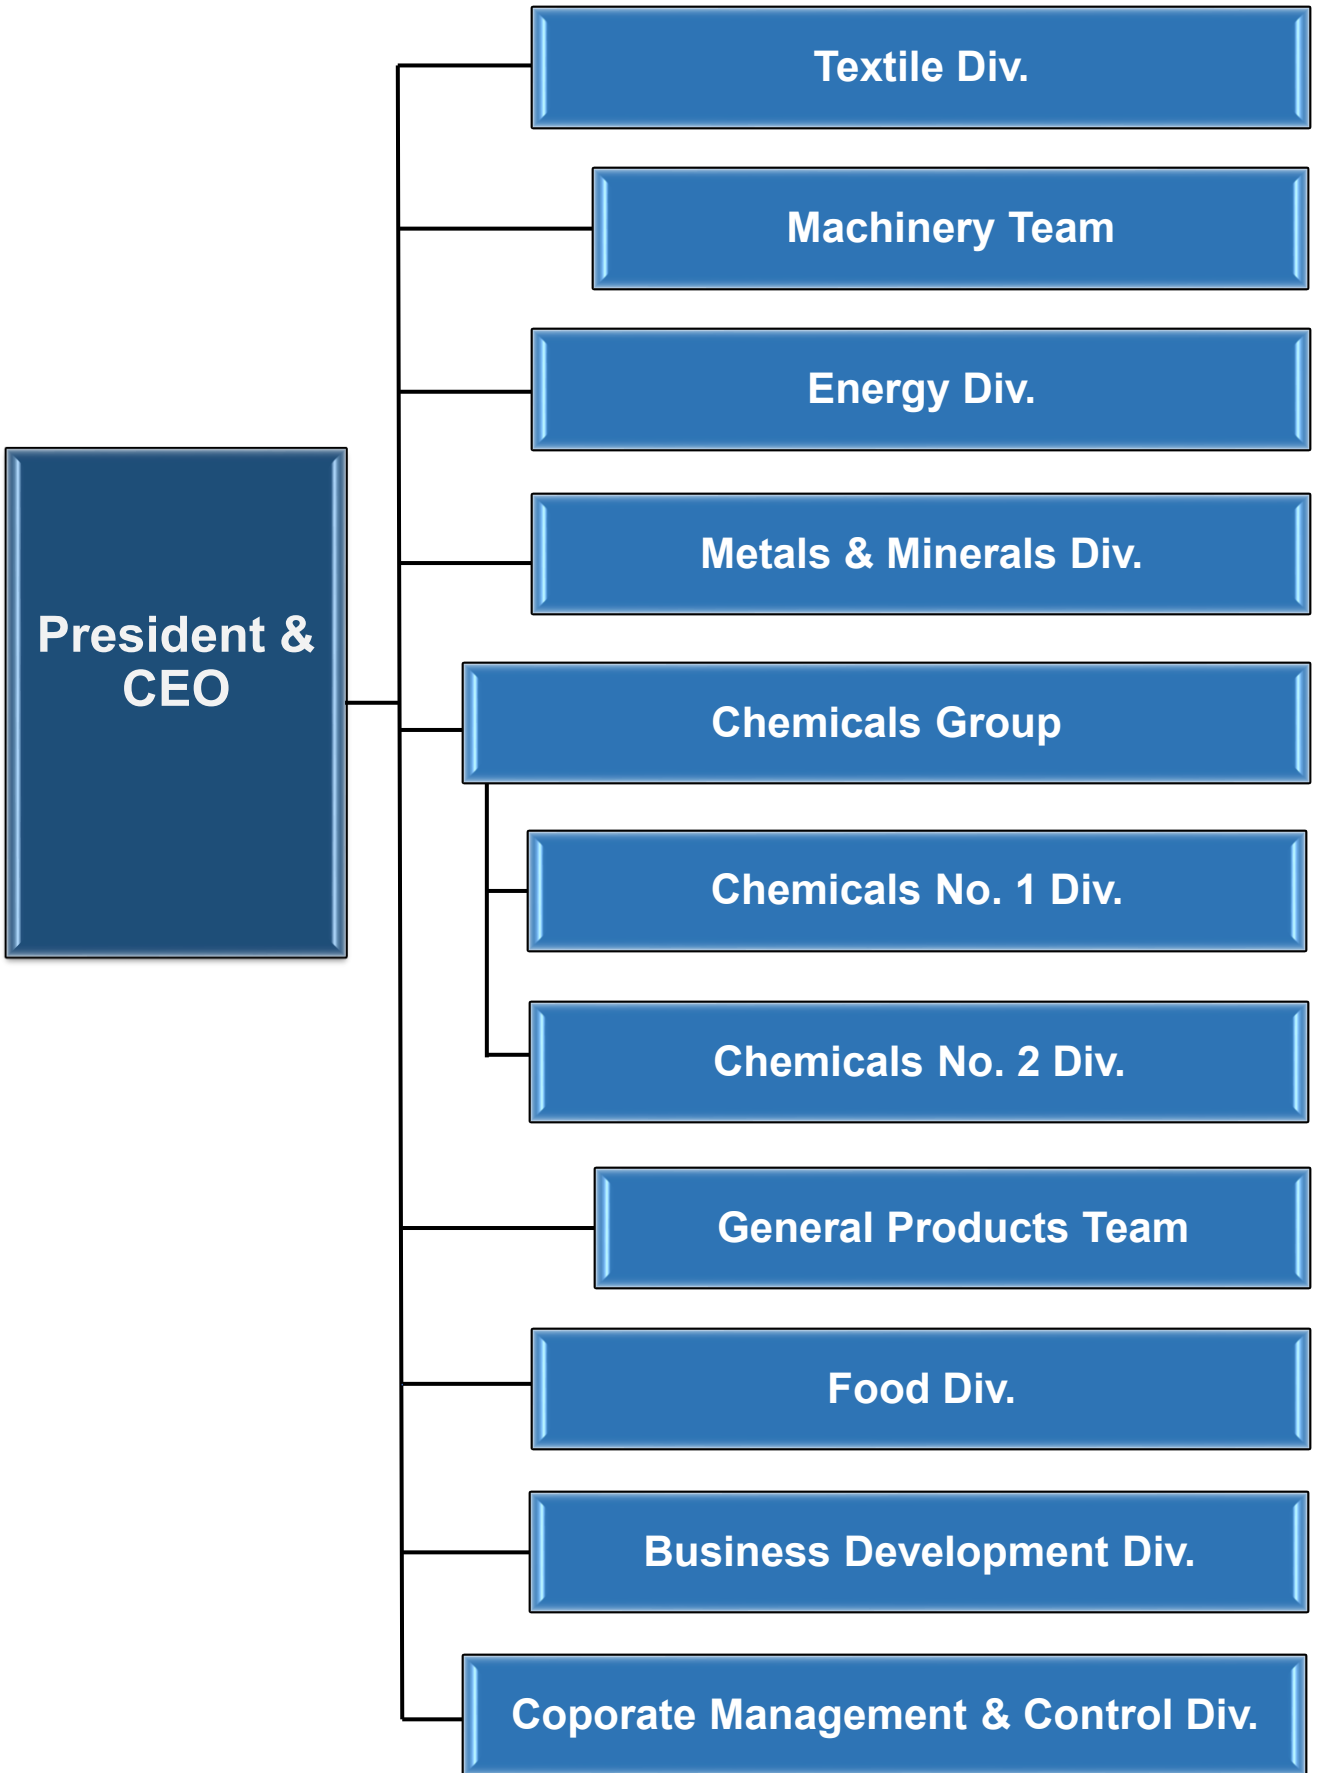 Textile Div.
Machinery Team
Energy Div.
Metals & Minerals Div.
President &
CEO
Chemicals Group
Chemicals No. 1 Div.
Chemicals No. 2 Div.
General Products Team
Food Div.
Business Development Div.
Coporate Management & Control Div.